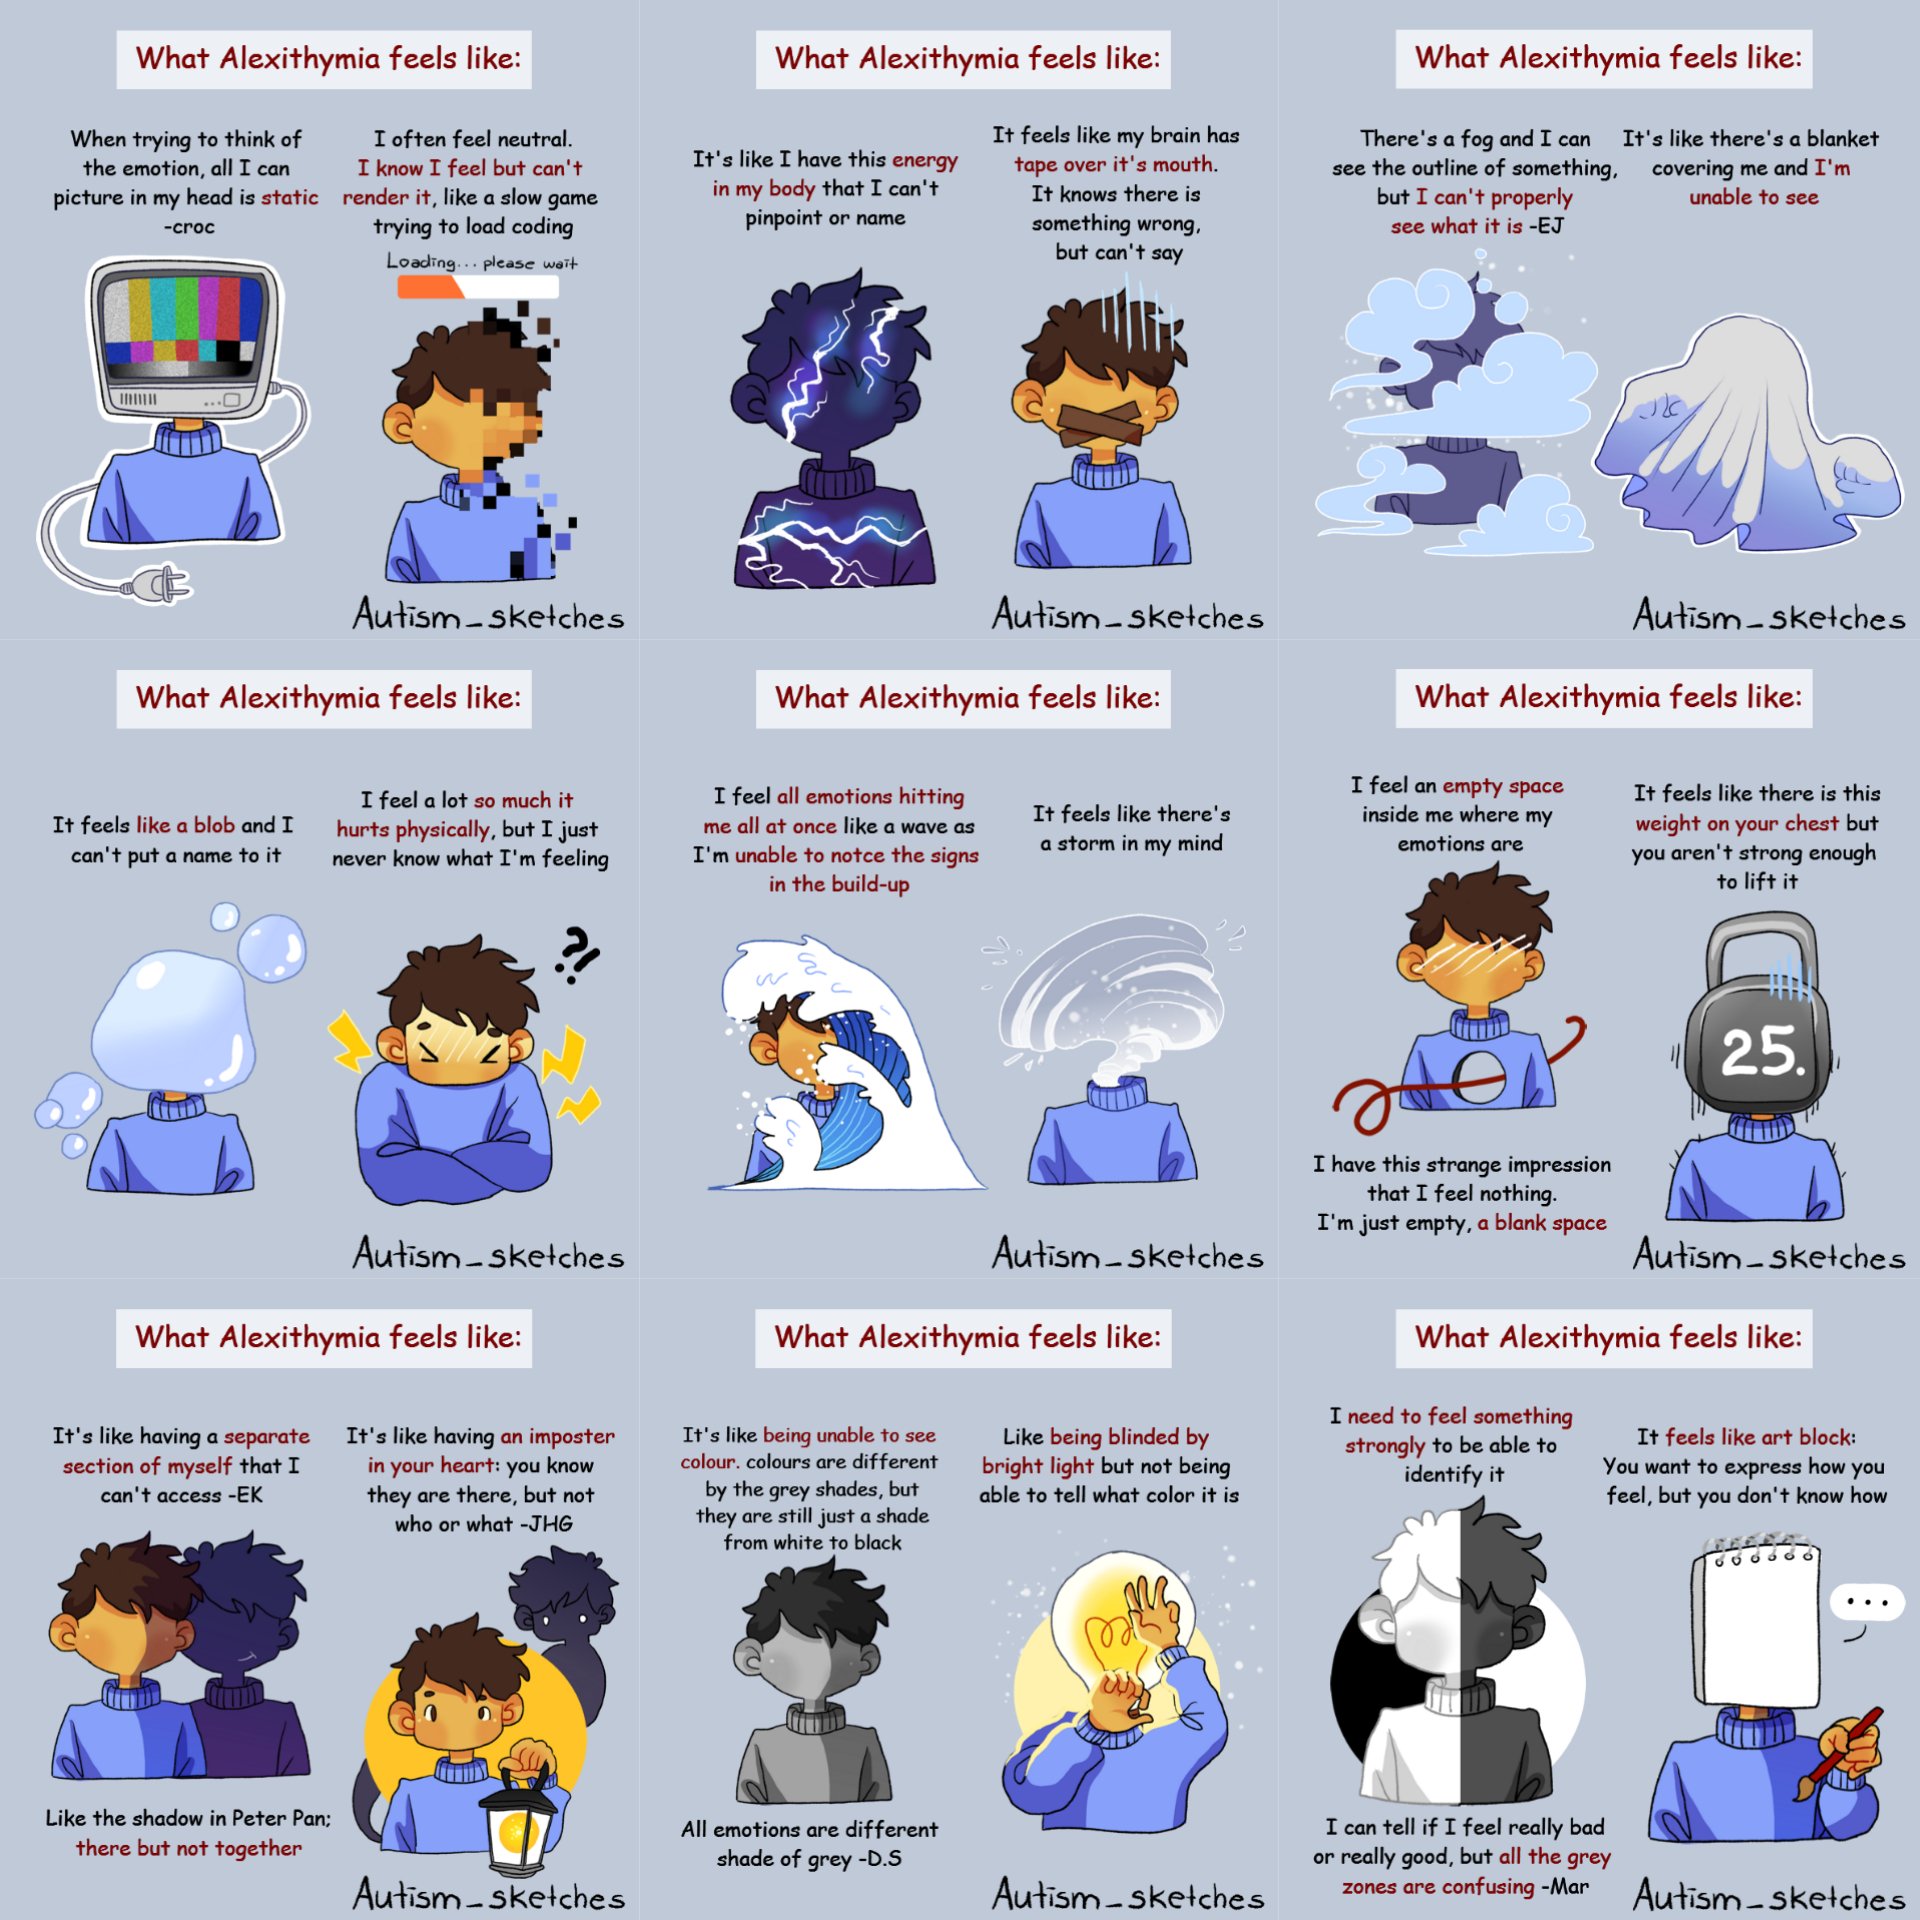 What Alexithymia feels like:
When trying to think of
the emotion, all I can
picture in my head is static
-croc
I often feel neutral.
I know I feel but can't
render it, like a slow game
trying to load coding
Loading... please wait
Autism_sketches
What Alexithymia feels like:
It's like I have this energy
in my body that I can't
pinpoint or name
It feels like my brain has
tape over it's mouth.
It knows there is
something wrong,
but can't say
Autism_sketches
What Alexithymia feels like:
There's a fog and I can
see the outline of something,
but I can't properly
see what it is -EJ
It's like there's a blanket
covering me and I'm
unable to see
Autism_sketches
What Alexithymia feels like:
It feels like a blob and I
can't put a name to it
I feel a lot so much it
hurts physically, but I just
never know what I'm feeling
?
Autism_sketches
What Alexithymia feels like:
I feel all emotions hitting
me all at once like a wave as
I'm unable to notce the signs
in the build-up
It feels like there's
a storm in my mind
Autism_sketches
What Alexithymia feels like:
I feel an empty space
inside me where my
emotions are
I have this strange impression
that I feel nothing.
I'm just empty, a blank space
It feels like there is this
weight on your chest but
you aren't strong enough
to lift it
25.
Autism_sketches
What Alexithymia feels like:
It's like having a separate
section of myself that I
can't access -EK
Like the shadow in Peter Pan;
there but not together
It's like having an imposter
in your heart: you know
they are there, but not
who or what -JHG
Autism_sketches
What Alexithymia feels like:
It's like being unable to see
colour. colours are different
by the grey shades, but
they are still just a shade
from white to black
All emotions are different
shade of grey -D.S
Like being blinded by
bright light but not being
able to tell what color it is
Autism_sketches
What Alexithymia feels like:
I need to feel something
strongly to be able to
identify it
I can tell if I feel really bad
or really good, but all the grey
zones are confusing -Mar
It feels like art block:
You want to express how you
feel, but you don't know how
...
Autism_sketches